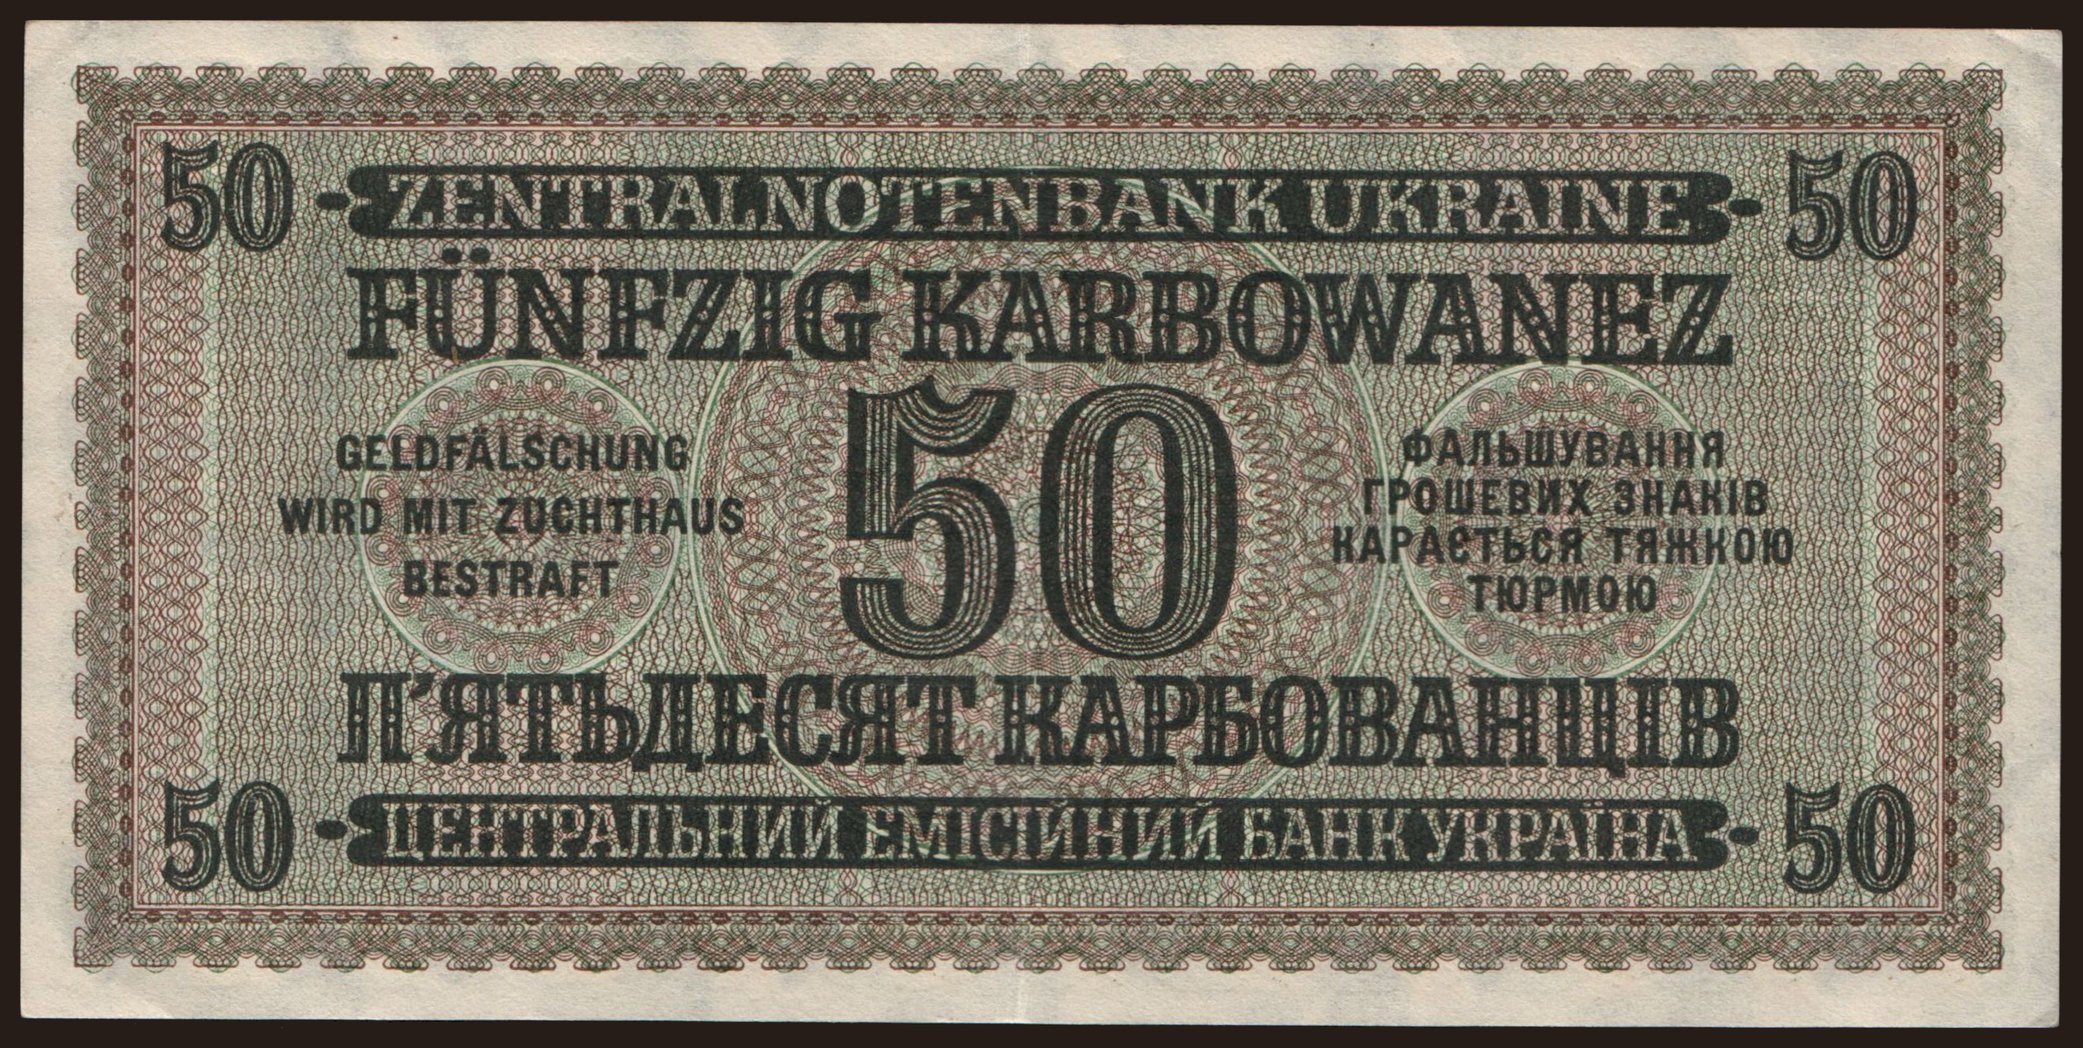 50 ZENTRALNOTENBANK UKRAINE 50
FÜNFZIG KARBOWANEZ
50
GELDFÄLSCHUNG
WIRD MIT ZUCHTHAUS
BESTRAFT
ФАЛЬШУВАННЯ
ГРОШЕВИХ ЗНАКІВ
КАРАЄТЬСЯ ТЯЖКОЮ
ТЮРМОЮ
П'ЯТЬДЕСЯТ КАРБОВАНЦІВ
50 ЦЕНТРАЛЬНИЙ ЕМІСІЙНИЙ БАНК УКРАЇНА 50